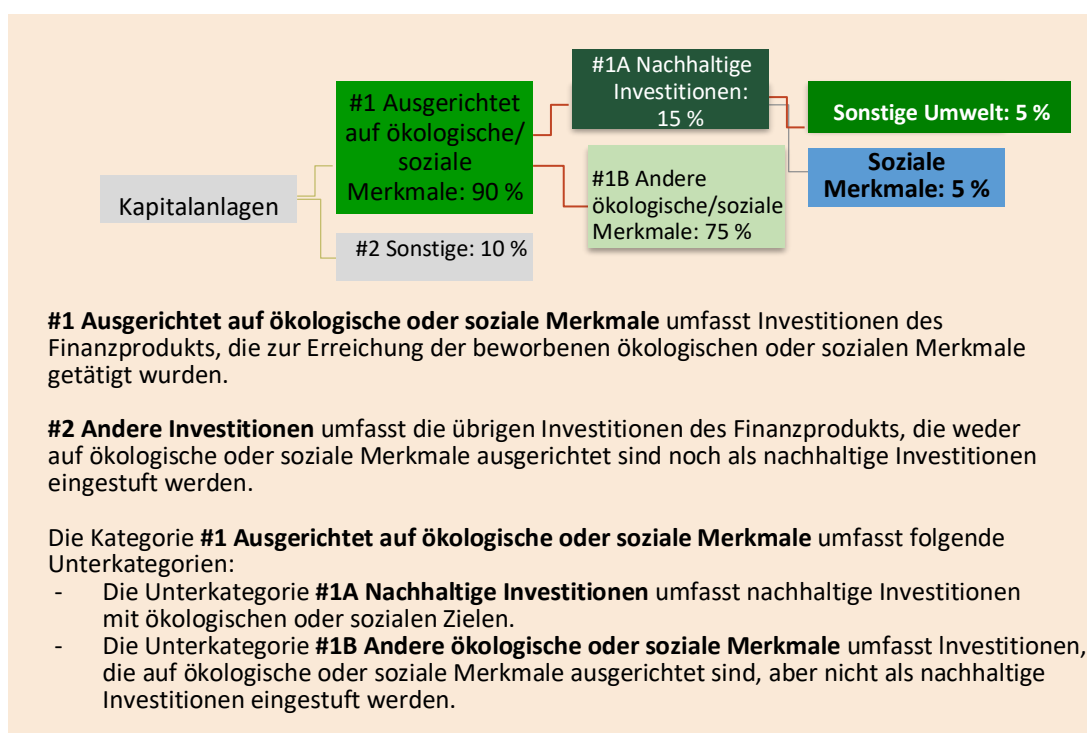 Kapitalanlagen
#1 Ausgerichtet
auf ökologische/
soziale
Merkmale: 90 %
#2 Sonstige: 10 %
#1A Nachhaltige
Investitionen:
15 %
#1B Andere
ökologische/soziale
Merkmale: 75 %
Sonstige Umwelt: 5 %
Soziale
Merkmale: 5 %
#1 Ausgerichtet auf ökologische oder soziale Merkmale umfasst Investitionen des
Finanzprodukts, die zur Erreichung der beworbenen ökologischen oder sozialen Merkmale
getätigt wurden.
#2 Andere Investitionen umfasst die übrigen Investitionen des Finanzprodukts, die weder
auf ökologische oder soziale Merkmale ausgerichtet sind noch als nachhaltige Investitionen
eingestuft werden.
Die Kategorie #1 Ausgerichtet auf ökologische oder soziale Merkmale umfasst folgende
Unterkategorien:
- Die Unterkategorie #1A Nachhaltige Investitionen umfasst nachhaltige Investitionen
mit ökologischen oder sozialen Zielen.
- Die Unterkategorie #1B Andere ökologische oder soziale Merkmale umfasst Investitionen,
die auf ökologische oder soziale Merkmale ausgerichtet sind, aber nicht als nachhaltige
Investitionen eingestuft werden.